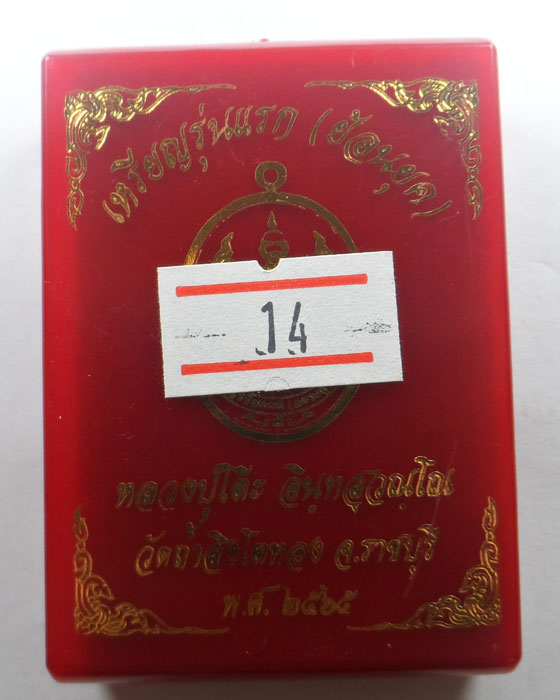 เหรียญรุ่นแรก (ย้อนยุค)
14
หลวงปู่โต๊ะ อินฺทสุวณฺโณ
วัดถ้ำสิงโตทอง จ.ราชบุรี
พ.ศ. ๒๕๖๕